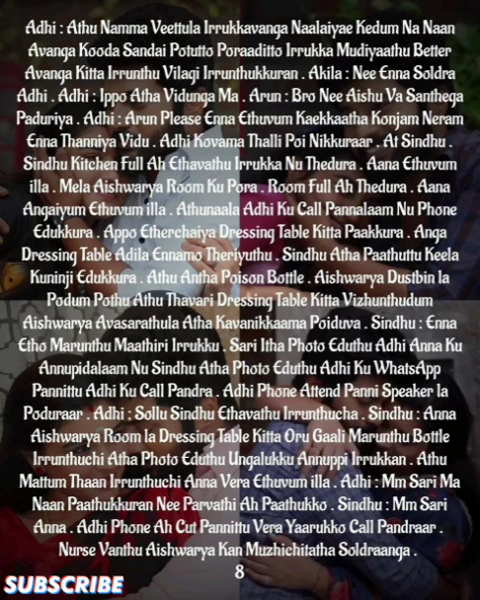 Adhi : Athu Namma Veettula Irrukkavanga Naalaiyae Kedum Na Naan
Avanga Kooda Sandai Potutto Poraaditto Irrukka Mudiyaathu Better
Avanga Kitta Irrunthu Vilagi Irrunthukkuran . Akila : Nee Enna Soldra
Adhi . Adhi : Ippo Atha Vidunga Ma . Arun : Bro Nee Aishu Va Santhega
Paduriya . Adhi : Arun Please Enna Ethuvum Kaekkaatha Konjam Neram
Enna Thanniya Vidu . Adhi Kovama Thalli Poi Nikkuraar . At Sindhu .
Sindhu Kitchen Full Ah Ethavathu Irrukka Nu Thedura . Aana Ethuvum
illa . Mela Aishwarya Room Ku Pora . Room Full Ah Thedura . Aana
Angaiyum Ethuvum illa . Athunaala Adhi Ku Call Pannalaam Nu Phone
Edukkura . Appo Etherchaiya Dressing Table Kitta Paakkura . Anga
Dressing Table Adila Ennamo Theriyuthu . Sindhu Atha Paathuttu Keela
Kuninji Edukkura . Athu Antha Poison Bottle . Aishwarya Dustbin la
Podum Pothu Athu Thavari Dressing Table Kitta Vizhunthudum
Aishwarya Avasarathula Atha Kavanikkaama Poiduva . Sindhu : Enna
Etho Marunthu Maathiri Irrukku . Sari Itha Photo Eduthu Adhi Anna Ku
Annupidalaam Nu Sindhu Atha Photo Eduthu Adhi Ku WhatsApp
Pannittu Adhi Ku Call Pandra . Adhi Phone Attend Panni Speaker la
Poduraar . Adhi : Sollu Sindhu Ethavathu Irrunthucha . Sindhu : Anna
Aishwarya Room la Dressing Table Kitta Oru Gaali Marunthu Bottle
Irrunthuchi Atha Photo Eduthu Ungalukku Annuppi Irrukkan . Athu
Mattum Thaan Irrunthuchi Anna Vera Ethuvum illa . Adhi : Mm Sari Ma
Naan Paathukkuran Nee Parvathi Ah Paathukko . Sindhu : Mm Sari
Anna . Adhi Phone Ah Cut Pannittu Vera Yaarukko Call Pandraar .
Nurse Vanthu Aishwarya Kan Muzhichitatha Soldraanga .
8
SUBSCRIBE